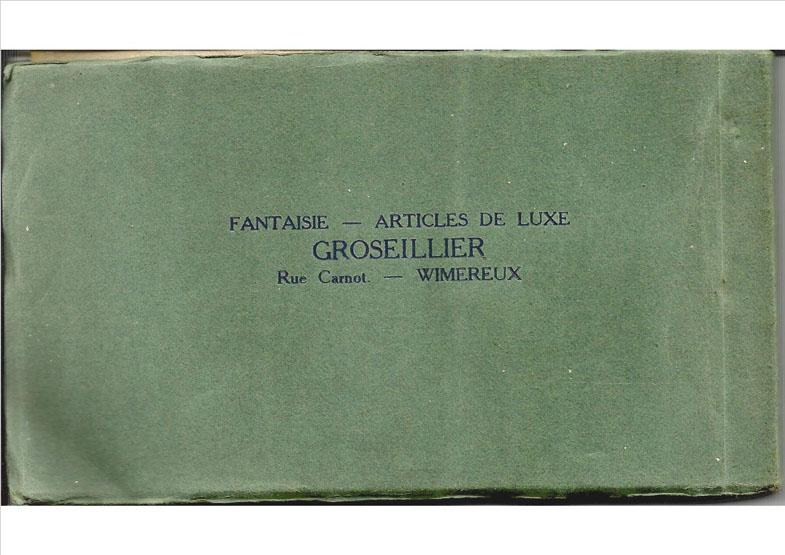 FANTAISIE — ARTICLES DE LUXE
GROSEILLIER
Rue Carnot. — WIMEREUX